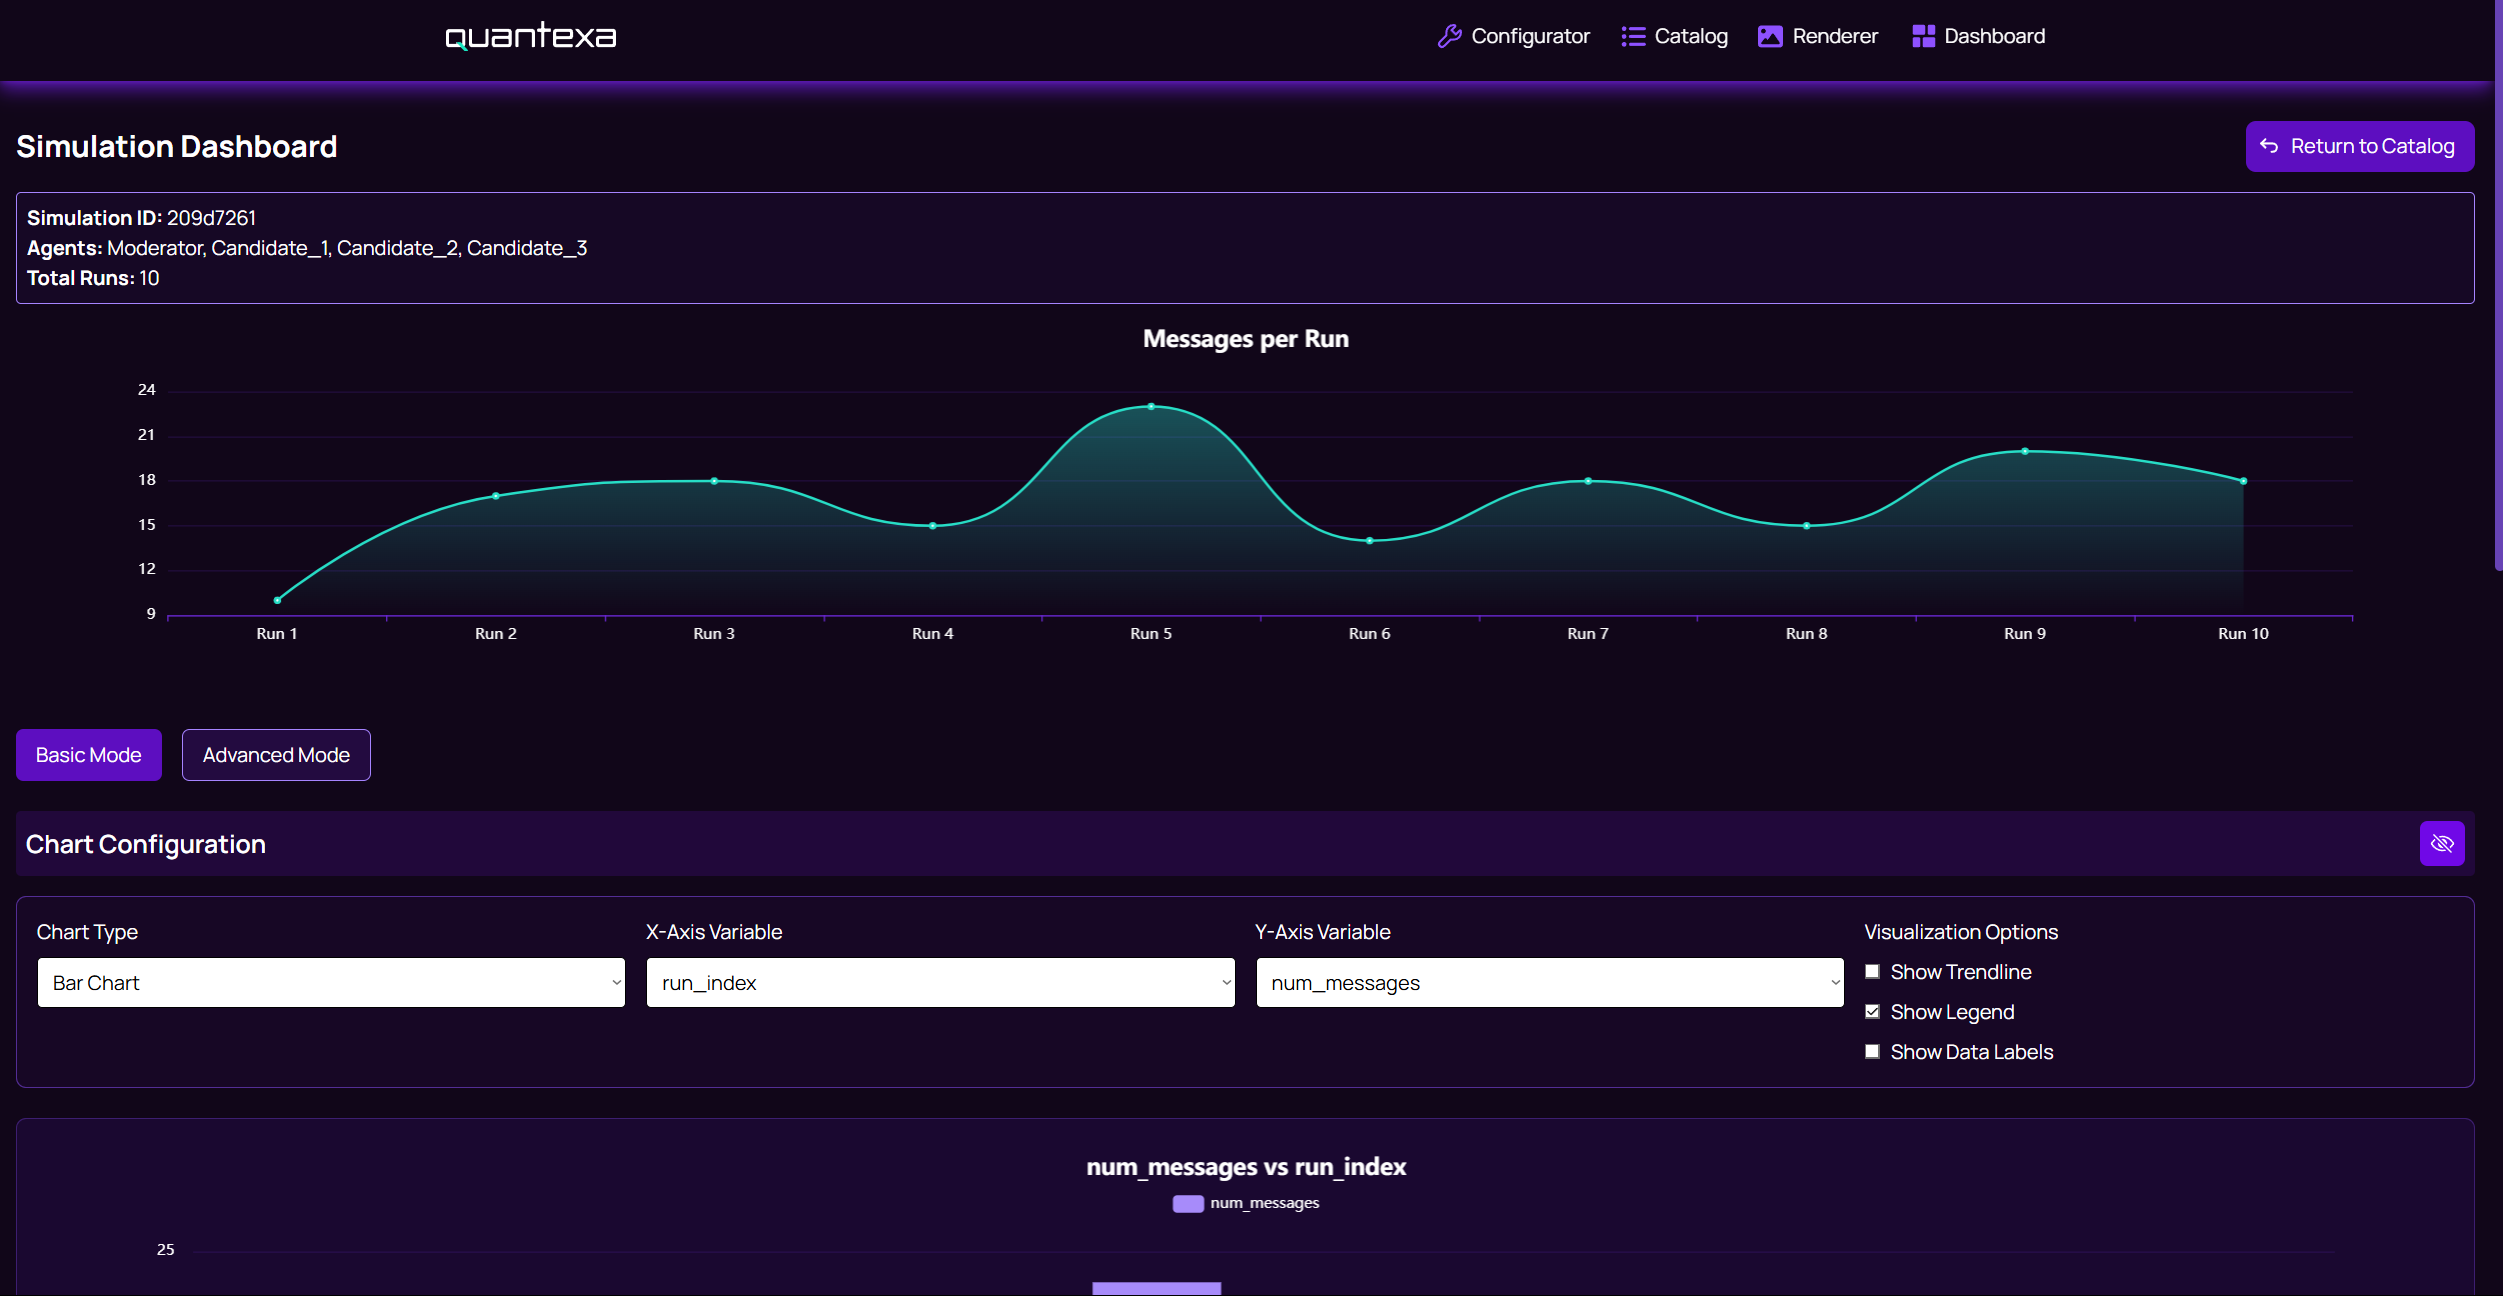 quantexa
Configurator Catalog Renderer Dashboard
Simulation Dashboard
Return to Catalog
Simulation ID: 209d7261
Agents: Moderator, Candidate_1, Candidate_2, Candidate_3
Total Runs: 10
Messages per Run
24
21
18
15
12
9
Run 1 Run 2 Run 3 Run 4 Run 5 Run 6 Run 7 Run 8 Run 9 Run 10
Basic Mode Advanced Mode
Chart Configuration
Chart Type X-Axis Variable Y-Axis Variable Visualization Options
Bar Chart run_index num_messages
Show Trendline
Show Legend
Show Data Labels
num_messages vs run_index
num_messages
25